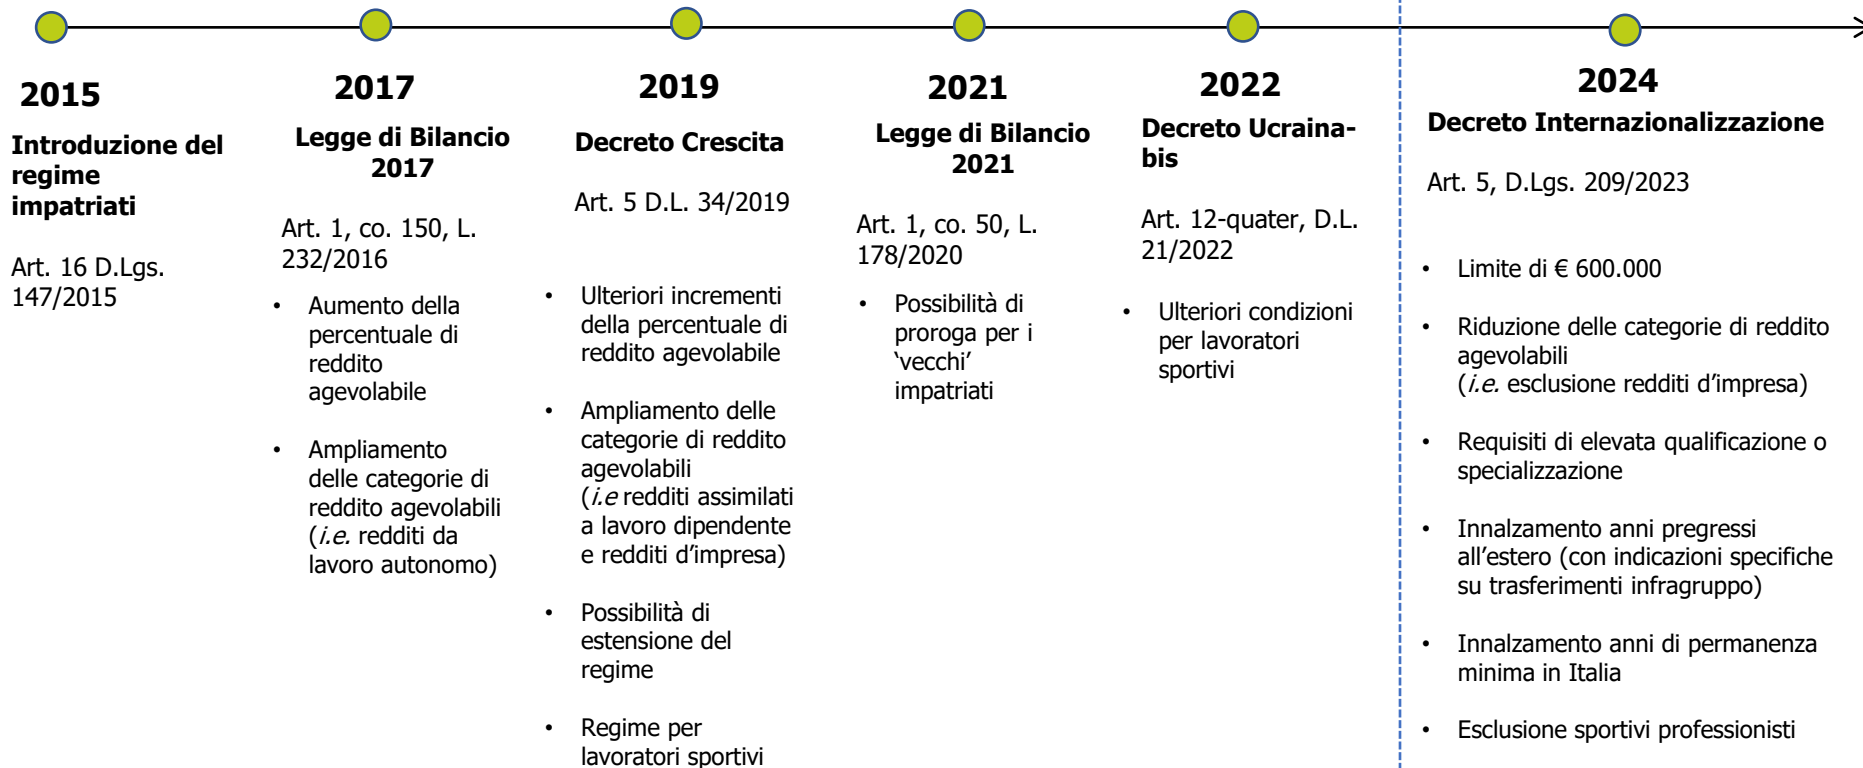 2015
Introduzione del
regime
impatriati
Art. 16 D.Lgs.
147/2015
2017
Legge di Bilancio
2017
Art. 1, co. 150, L.
232/2016
• Aumento della
percentuale di
reddito
agevolabile
• Ampliamento
delle categorie di
reddito agevolabili
(i.e. redditi da
lavoro autonomo)
2019
Decreto Crescita
Art. 5 D.L. 34/2019
• Ulteriori incrementi
della percentuale di
reddito agevolabile
• Ampliamento delle
categorie di reddito
agevolabili
(i.e redditi assimilati
a lavoro dipendente
e redditi d’impresa)
• Possibilità di
estensione del
regime
• Regime per
lavoratori sportivi
2021
Legge di Bilancio
2021
Art. 1, co. 50, L.
178/2020
• Possibilità di
proroga per i
‘vecchi’
impatriati
2022
Decreto Ucraina-
bis
Art. 12-quater, D.L.
21/2022
• Ulteriori condizioni
per lavoratori
sportivi
2024
Decreto Internazionalizzazione
Art. 5, D.Lgs. 209/2023
• Limite di € 600.000
• Riduzione delle categorie di reddito
agevolabili
(i.e. esclusione redditi d’impresa)
• Requisiti di elevata qualificazione o
specializzazione
• Innalzamento anni pregressi
all’estero (con indicazioni specifiche
su trasferimenti infragruppo)
• Innalzamento anni di permanenza
minima in Italia
• Esclusione sportivi professionisti